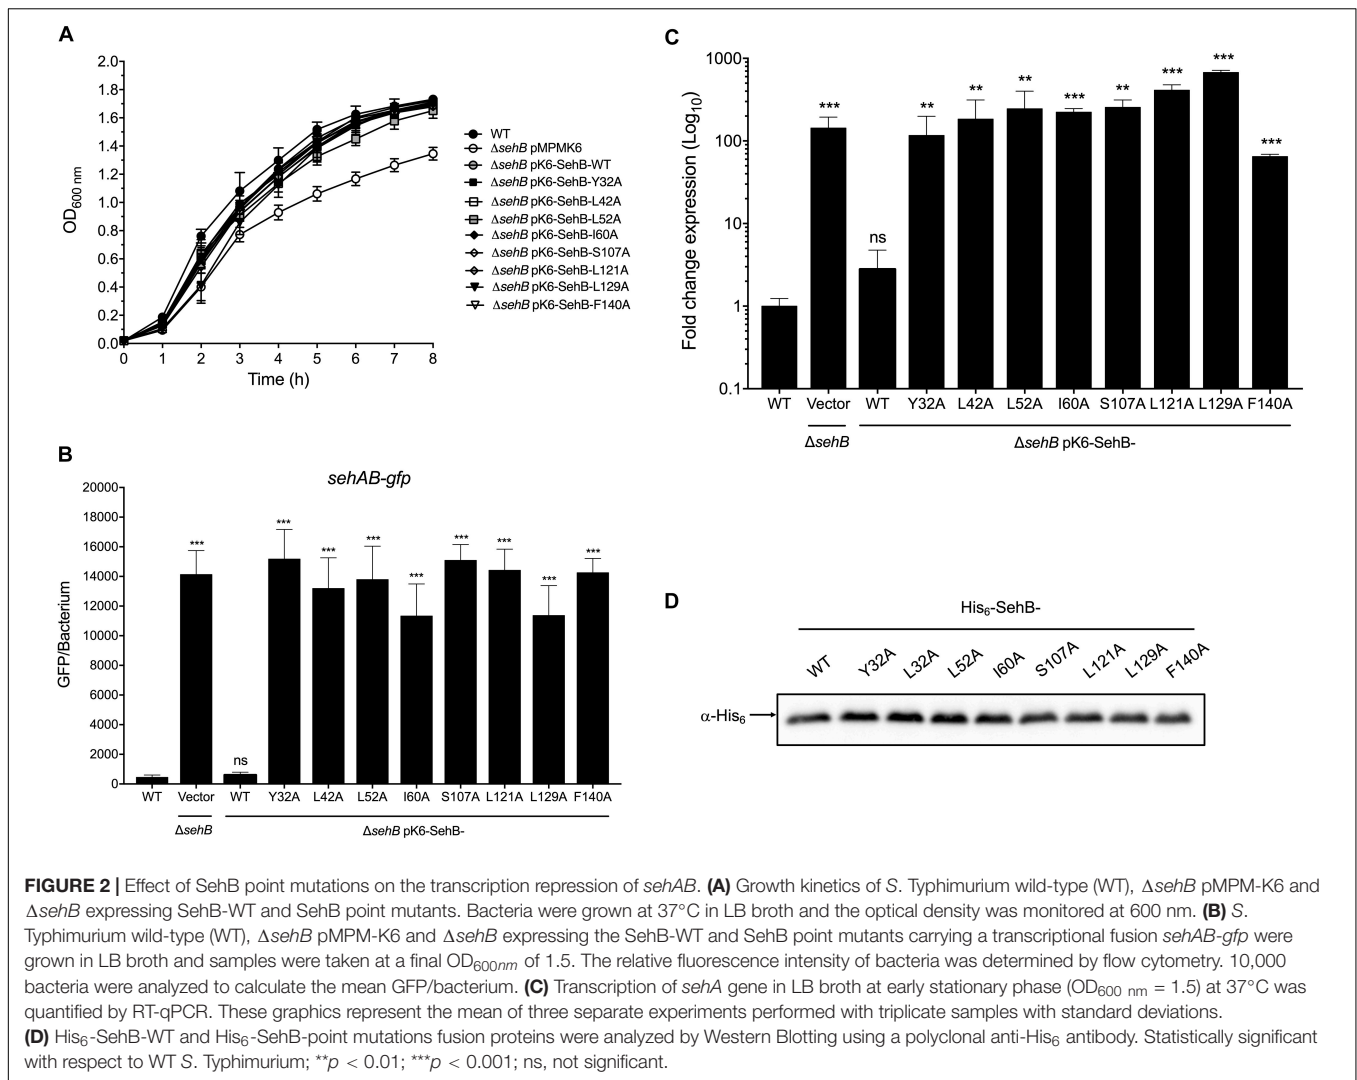 A
2.0
1.8
1.6
1.4
1.2
1.0
0.8
0.6
0.4
0.2
0.0
OD600 nm
0 1 2 3 4 5 6 7 8
Time (h)
WT
ΔsehB pMPMK6
ΔsehB pK6-SehB-WT
ΔsehB pK6-SehB-Y32A
ΔsehB pK6-SehB-L42A
ΔsehB pK6-SehB-L52A
ΔsehB pK6-SehB-I60A
ΔsehB pK6-SehB-S107A
ΔsehB pK6-SehB-L121A
ΔsehB pK6-SehB-L129A
ΔsehB pK6-SehB-F140A
B
sehAB-gfp
20000
18000
16000
14000
12000
10000
8000
6000
4000
2000
0
GFP/Bacterium
*** ns *** *** *** *** *** *** *** ***
WT Vector WT Y32A L42A L52A I60A S107A L121A L129A F140A
ΔsehB ΔsehB pK6-SehB-
C
1000
100
10
1
0.1
Fold change expression (Log10)
*** ns ** ** ** *** ** *** *** ***
WT Vector WT Y32A L42A L52A I60A S107A L121A L129A F140A
ΔsehB ΔsehB pK6-SehB-
D
His6-SehB-
WT Y32A L32A L52A I60A S107A L121A L129A F140A
α-His6
FIGURE 2 | Effect of SehB point mutations on the transcription repression of sehAB. (A) Growth kinetics of S. Typhimurium wild-type (WT), ΔsehB pMPM-K6 and
ΔsehB expressing SehB-WT and SehB point mutants. Bacteria were grown at 37°C in LB broth and the optical density was monitored at 600 nm. (B) S.
Typhimurium wild-type (WT), ΔsehB pMPM-K6 and ΔsehB expressing the SehB-WT and SehB point mutants carrying a transcriptional fusion sehAB-gfp were
grown in LB broth and samples were taken at a final OD600nm of 1.5. The relative fluorescence intensity of bacteria was determined by flow cytometry. 10,000
bacteria were analyzed to calculate the mean GFP/bacterium. (C) Transcription of sehA gene in LB broth at early stationary phase (OD600 nm = 1.5) at 37°C was
quantified by RT-qPCR. These graphics represent the mean of three separate experiments performed with triplicate samples with standard deviations.
(D) His6-SehB-WT and His6-SehB-point mutations fusion proteins were analyzed by Western Blotting using a polyclonal anti-His6 antibody. Statistically significant
with respect to WT S. Typhimurium; **p < 0.01; ***p < 0.001; ns, not significant.